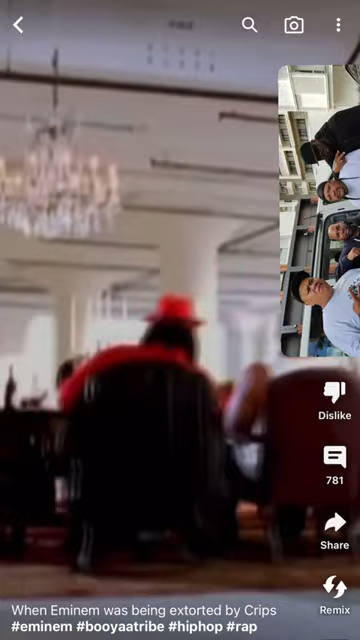 Dislike
781
Share
Remix
When Eminem was being extorted by Crips
#eminem #booyaatribe #hiphop #rap